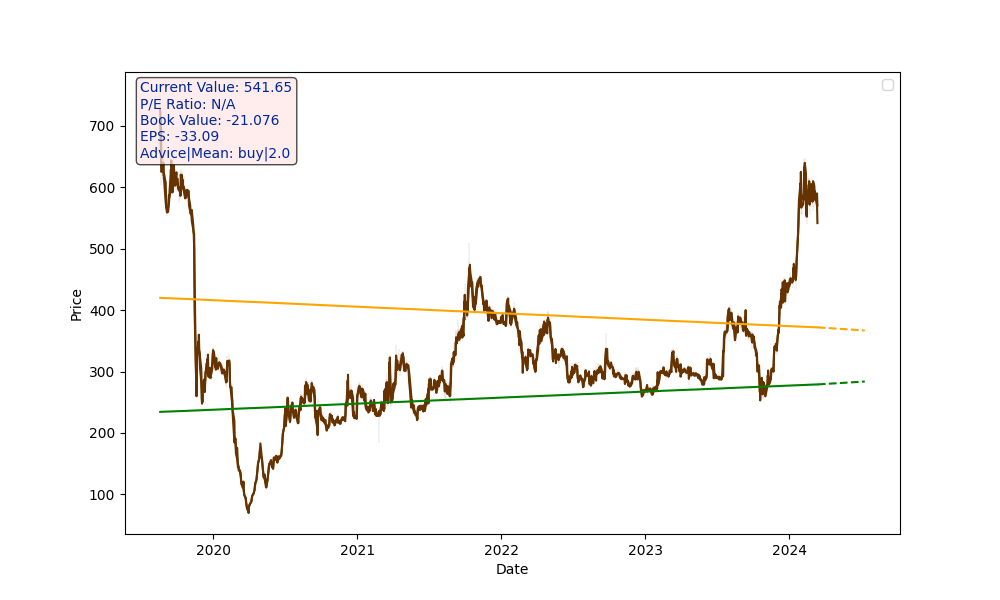 Current Value: 541.65
P/E Ratio: N/A
Book Value: -21.076
EPS: -33.09
Advice|Mean: buy|2.0
700
600
500
400
300
200
100
Price
2020 2021 2022 2023 2024
Date